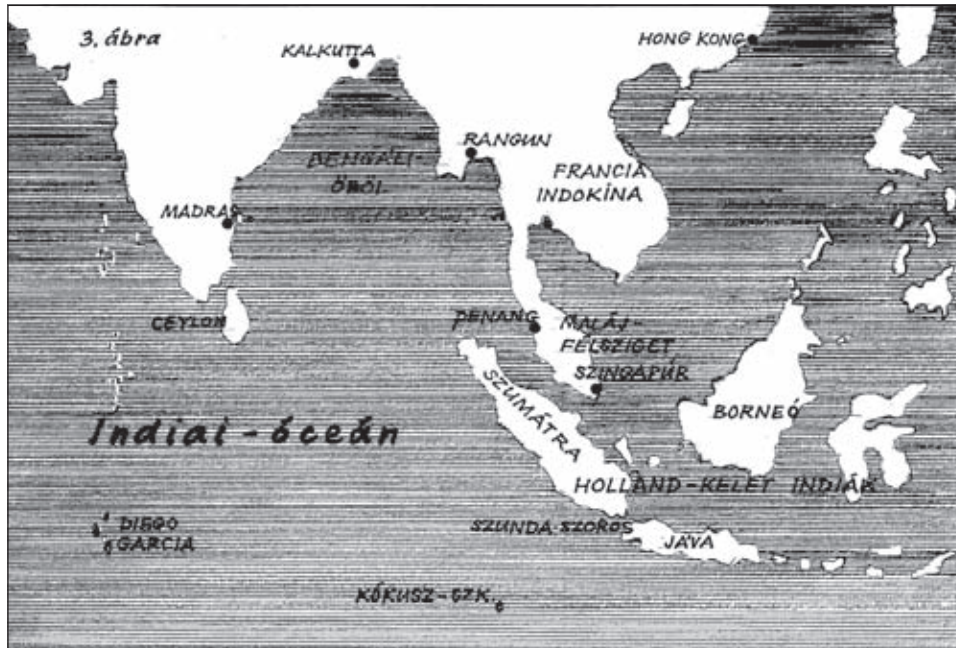 3. ábra
KALKUTTA
HONG KONG
RANGUN
BENGÁLI-
ÖBÖL
FRANCIA
INDOKÍNA
MADRAS
CEYLON
PENANG
MALÁJ-
FÉLSZIGET
SZINGAPÚR
SZUMÁTRA
BORNEÓ
Indiai-óceán
HOLLAND-KELET INDIÁK
DIEGO
GARCIA
SZUNDA-SZOROS
JÁVA
KÓKUSZ-SZK.